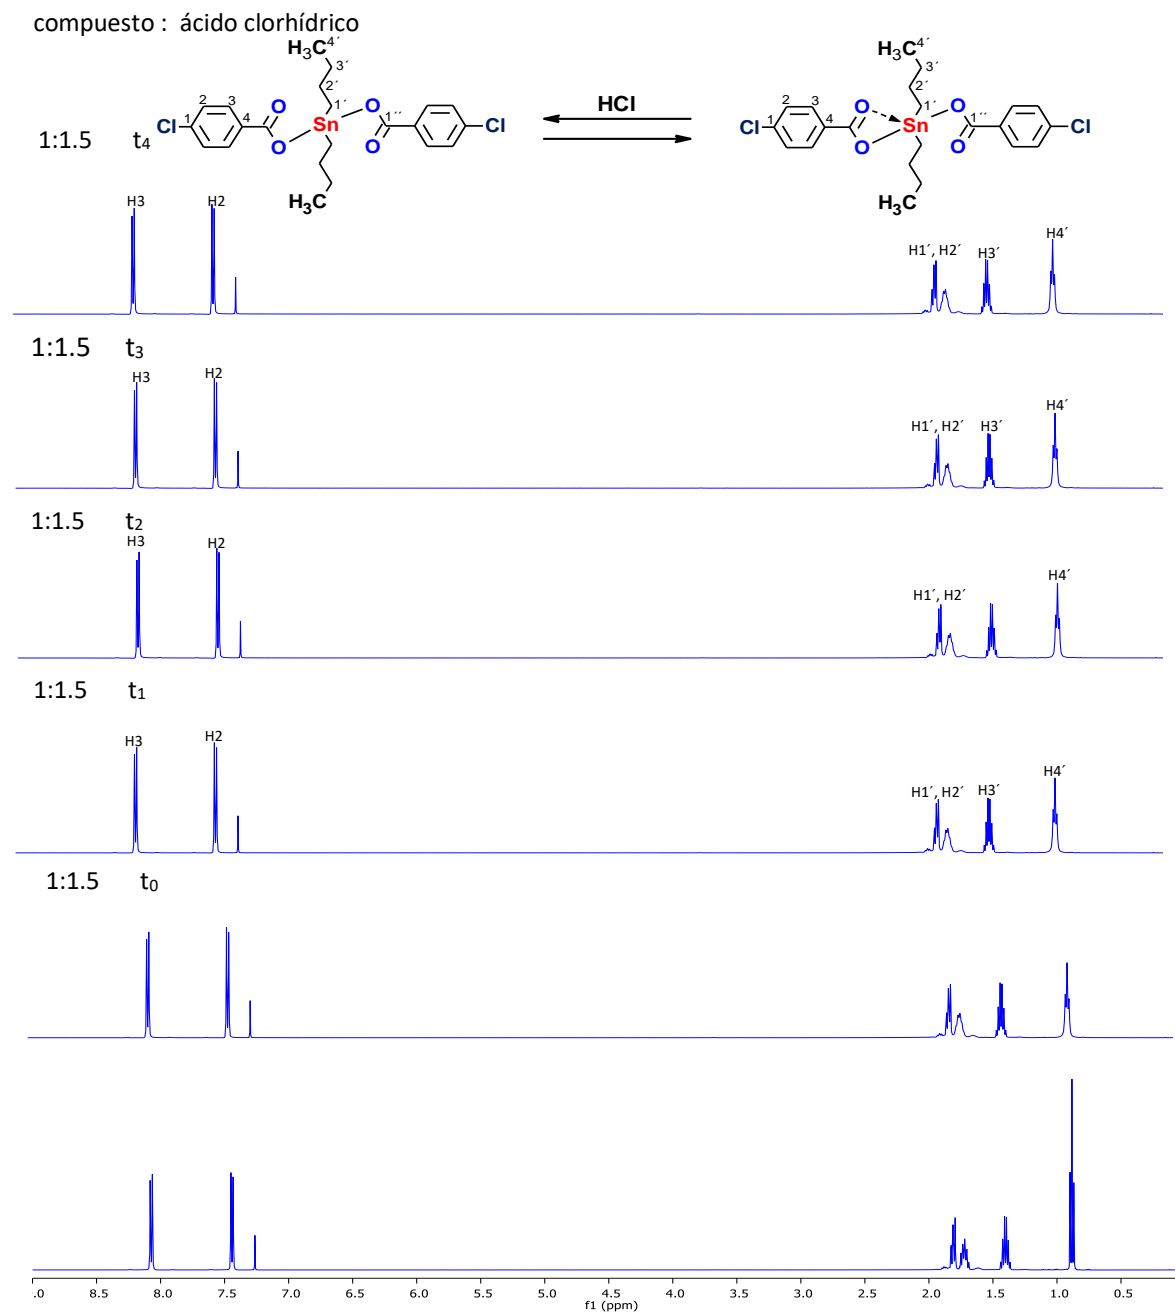 compuesto : ácido clorhídrico
H₃C 4´ H₃C 4´
3´ 3´
2 3 O 2´ O 2 3 O 2´
1´ HCl 1´ O
Cl 1 4 Sn 1´´ Cl Cl 1 4 Sn 1´´ Cl
1:1.5 t₄ O O O O
H₃C H₃C
H3 H2 H1´, H2´ H3´ H4´
1:1.5 t₃
H3 H2 H1´, H2´ H3´ H4´
1:1.5 t₂
H3 H2 H1´, H2´ H4´
1:1.5 t₁
H3 H2 H1´, H2´ H3´ H4´
1:1.5 t₀
.0 8.5 8.0 7.5 7.0 6.5 6.0 5.5 5.0 4.5 4.0 3.5 3.0 2.5 2.0 1.5 1.0 0.5
f1 (ppm)